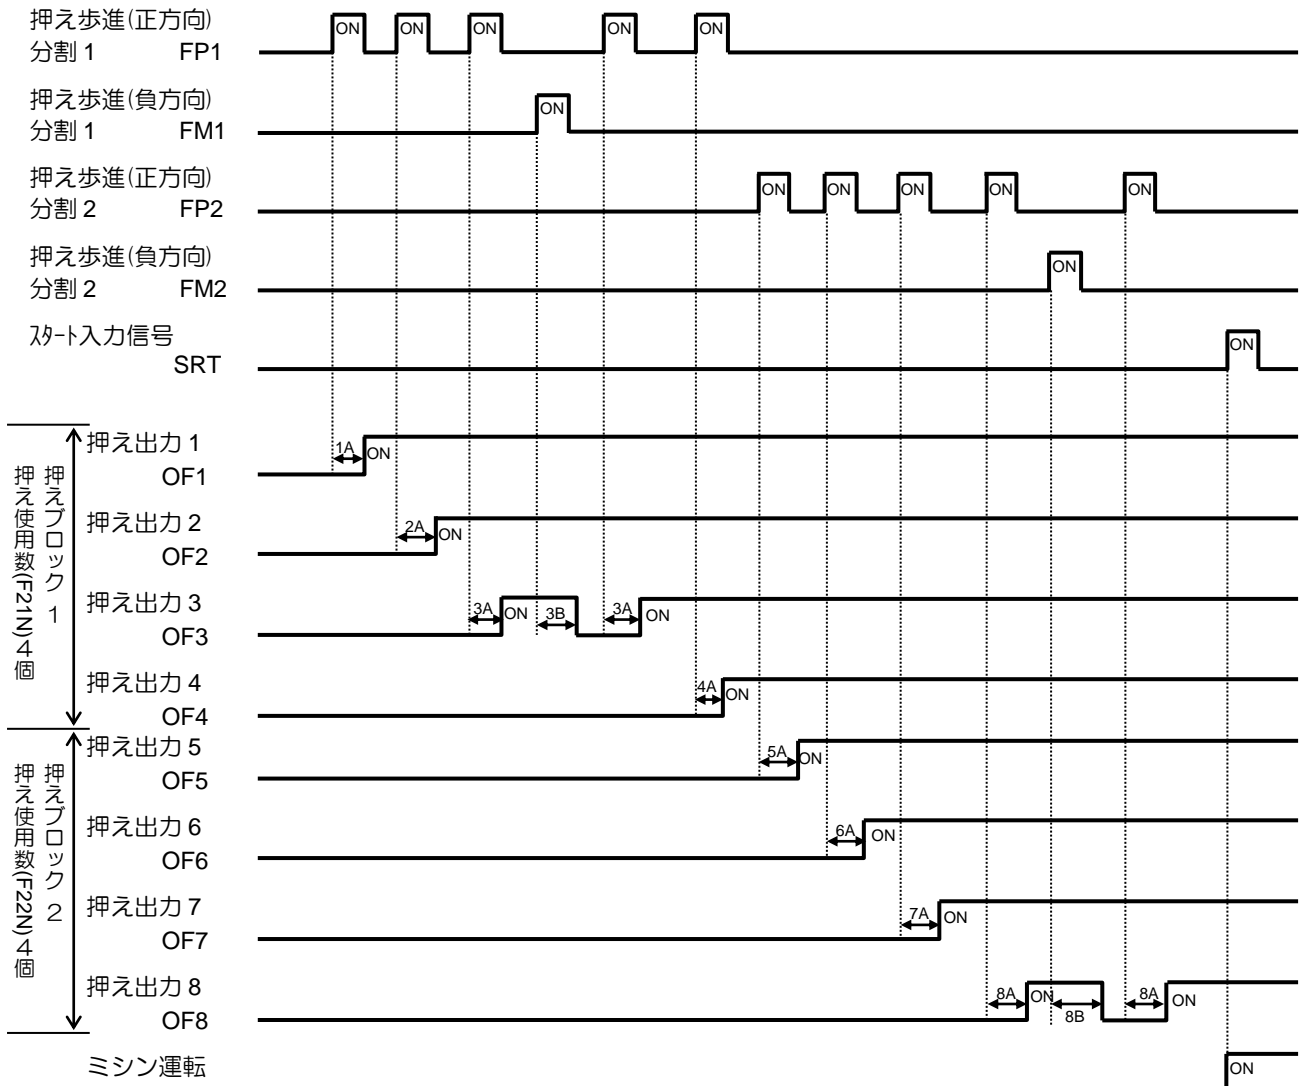 押え歩進(正方向)
分割1 FP1
ON ON ON ON ON
押え歩進(負方向)
分割1 FM1
ON
押え歩進(正方向)
分割2 FP2
ON ON ON ON ON
押え歩進(負方向)
分割2 FM2
ON
ｽﾀｰﾄ入力信号
SRT
ON
押えブロック1
押え使用数(F21N)4個
押え出力1
OF1
1A ON
押え出力2
OF2
2A ON
押え出力3
OF3
3A ON 3B 3A ON
押え出力4
OF4
4A ON
押えブロック2
押え使用数(F22N)4個
押え出力5
OF5
5A ON
押え出力6
OF6
6A ON
押え出力7
OF7
7A ON
押え出力8
OF8
8A ON 8B 8A ON
ミシン運転
ON